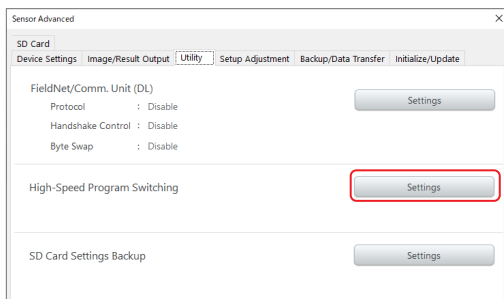 Sensor Advanced
SD Card
Device Settings Image/Result Output Utility Setup Adjustment Backup/Data Transfer Initialize/Update
FieldNet/Comm. Unit (DL)
Settings
Protocol : Disable
Handshake Control : Disable
Byte Swap : Disable
High-Speed Program Switching
Settings
SD Card Settings Backup
Settings